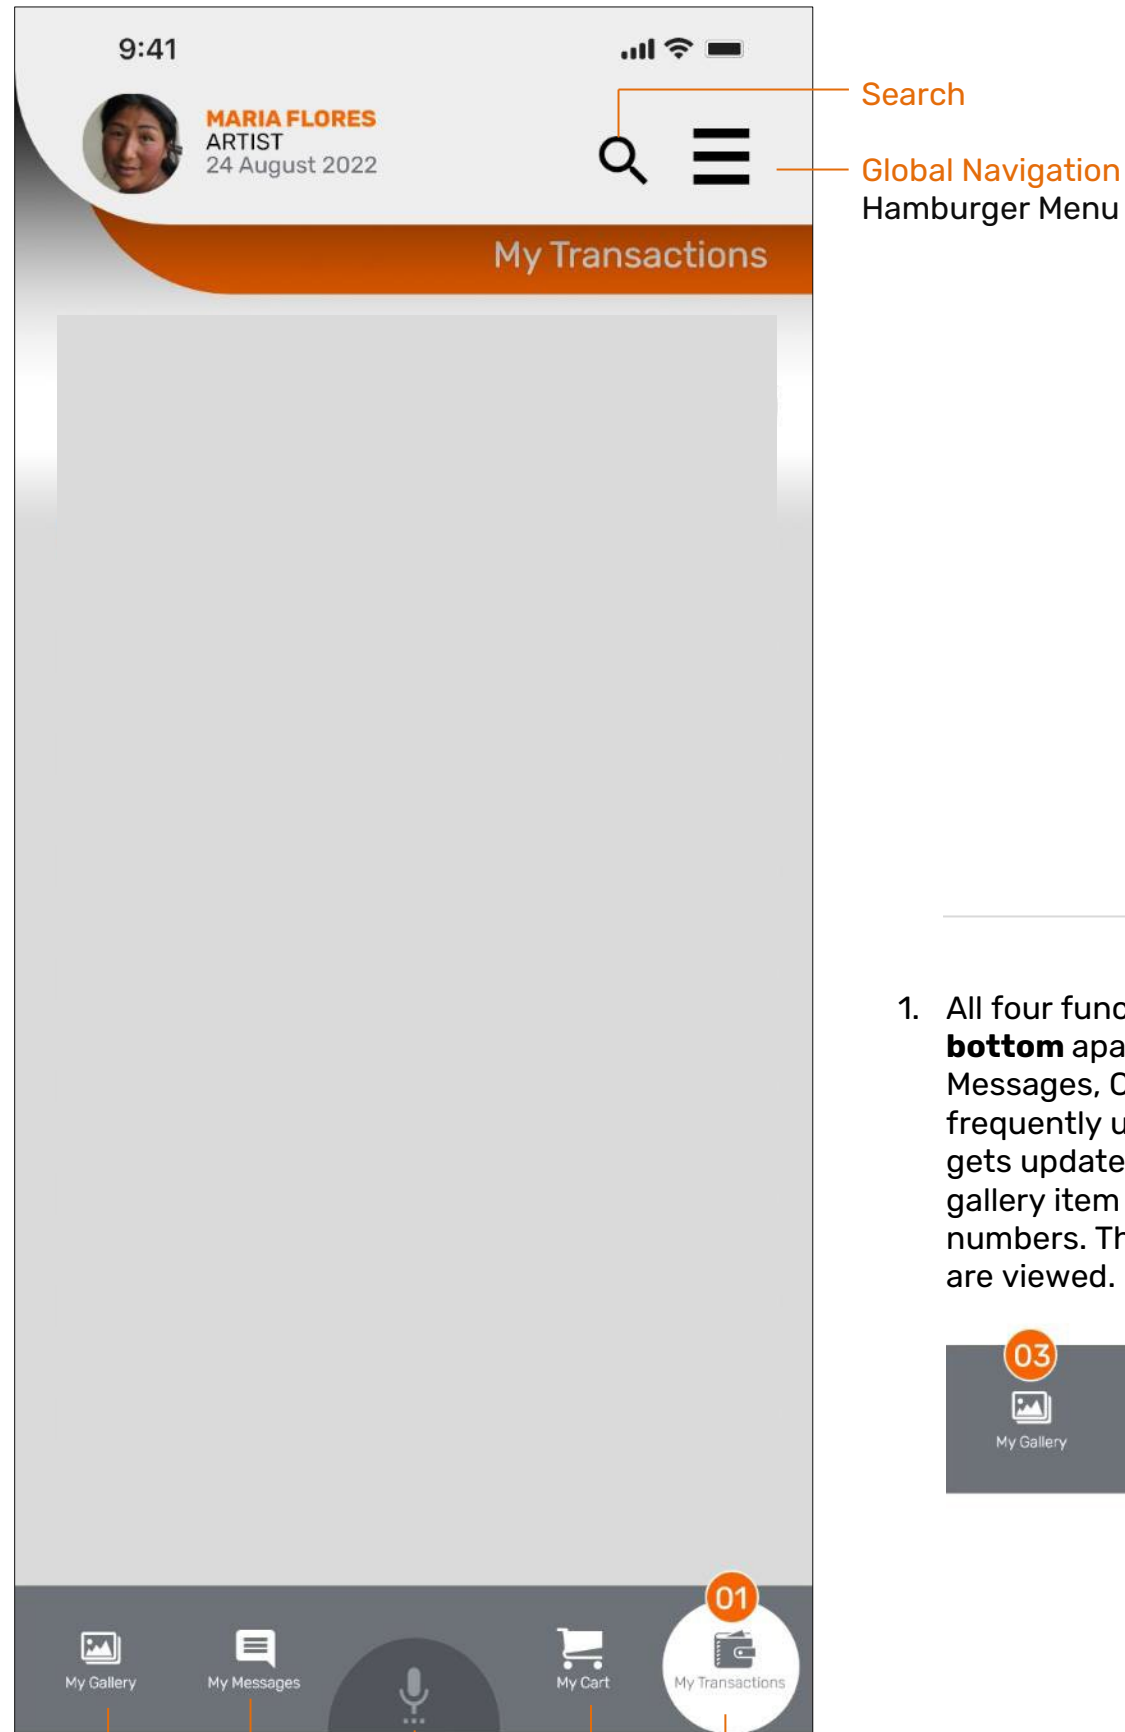 9:41
MARIA FLORES
ARTIST
24 August 2022
My Transactions
Search
Global Navigation
Hamburger Menu
1. All four func
bottom apa
Messages, C
frequently u
gets update
gallery item
numbers. Th
are viewed.
03
My Gallery
01
My Gallery
My Messages
My Cart
My Transactions